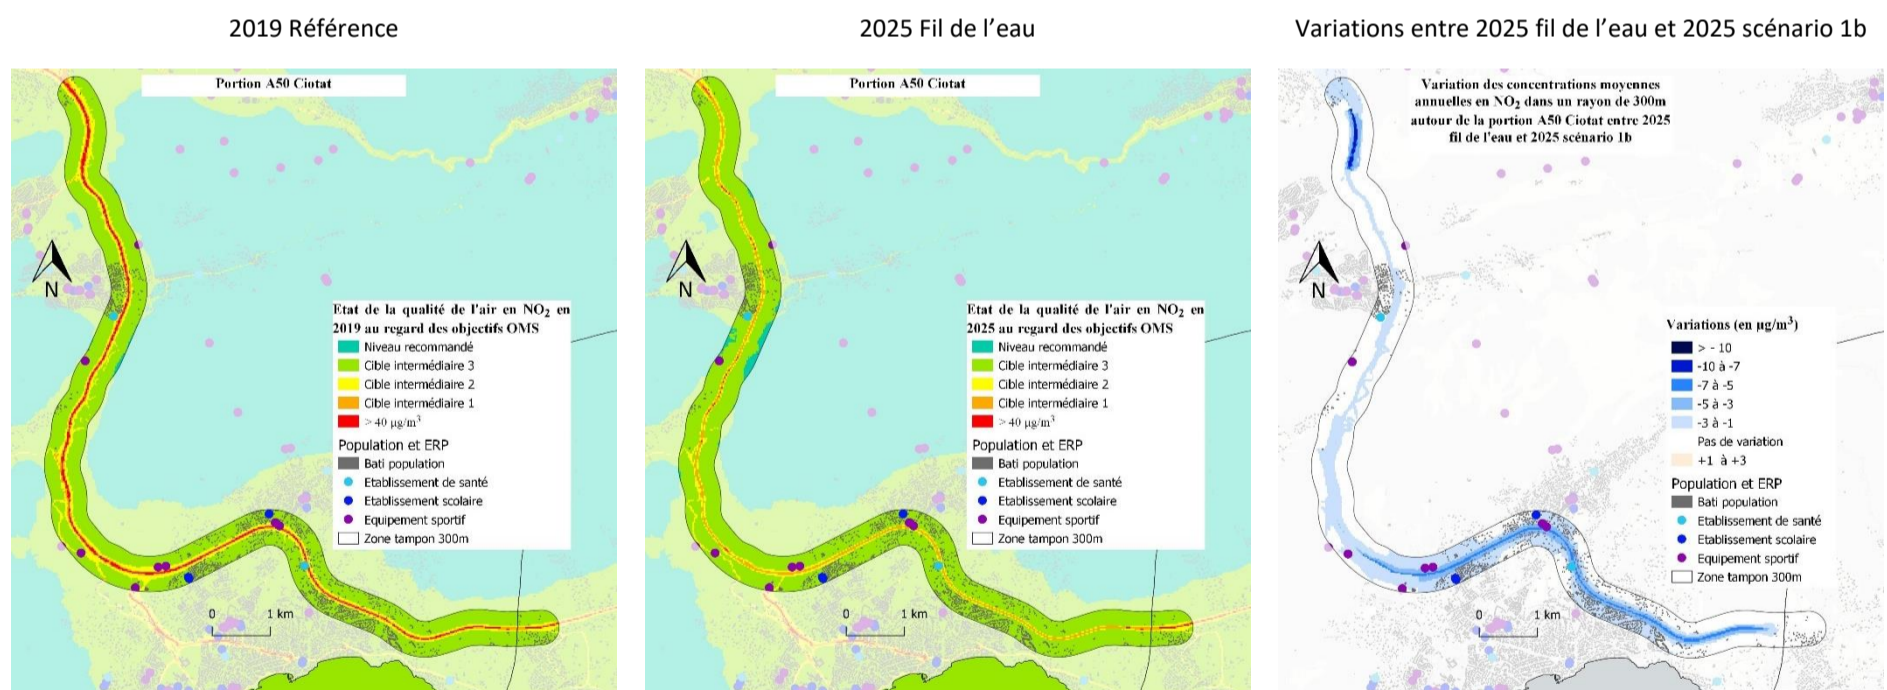 2019 Référence
2025 Fil de l’eau
Variations entre 2025 fil de l’eau et 2025 scénario 1b
Portion A50 Ciotat
N
Etat de la qualité de l'air en NO2 en
2019 au regard des objectifs OMS
Niveau recommandé
Cible intermédiaire 3
Cible intermédiaire 2
Cible intermédiaire 1
> 40 µg/m³
Population et ERP
Bati population
Etablissement de santé
Etablissement scolaire
Equipement sportif
Zone tampon 300m
0 1 km
Portion A50 Ciotat
N
Etat de la qualité de l'air en NO2 en
2025 au regard des objectifs OMS
Niveau recommandé
Cible intermédiaire 3
Cible intermédiaire 2
Cible intermédiaire 1
> 40 µg/m³
Population et ERP
Bati population
Etablissement de santé
Etablissement scolaire
Equipement sportif
Zone tampon 300m
0 1 km
Variation des concentrations moyennes
annuelles en NO2 dans un rayon de 300m
autour de la portion A50 Ciotat entre 2025
fil de l'eau et 2025 scénario 1b
N
Variations (en µg/m³)
> - 10
-10 à -7
-7 à -5
-5 à -3
-3 à -1
Pas de variation
+1 à +3
Population et ERP
Bati population
Etablissement de santé
Etablissement scolaire
Equipement sportif
Zone tampon 300m
0 1 km